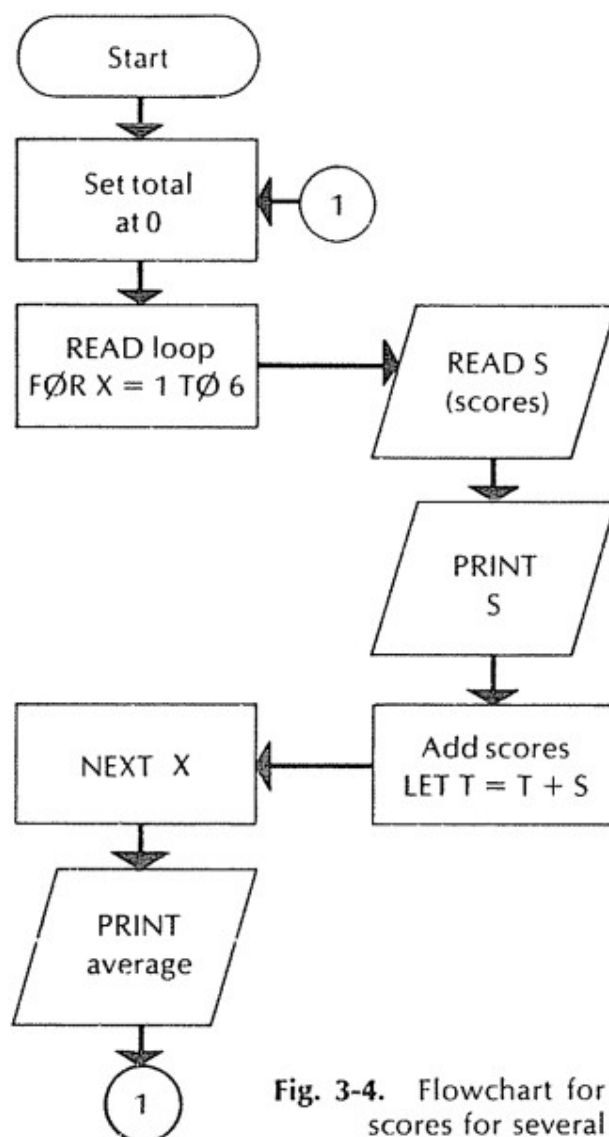 Start
Set total
at 0
1
READ loop
FØR X = 1 TØ 6
READ S
(scores)
PRINT
S
Add scores
LET T = T + S
NEXT X
PRINT
average
1
Fig. 3-4. Flowchart for
scores for several